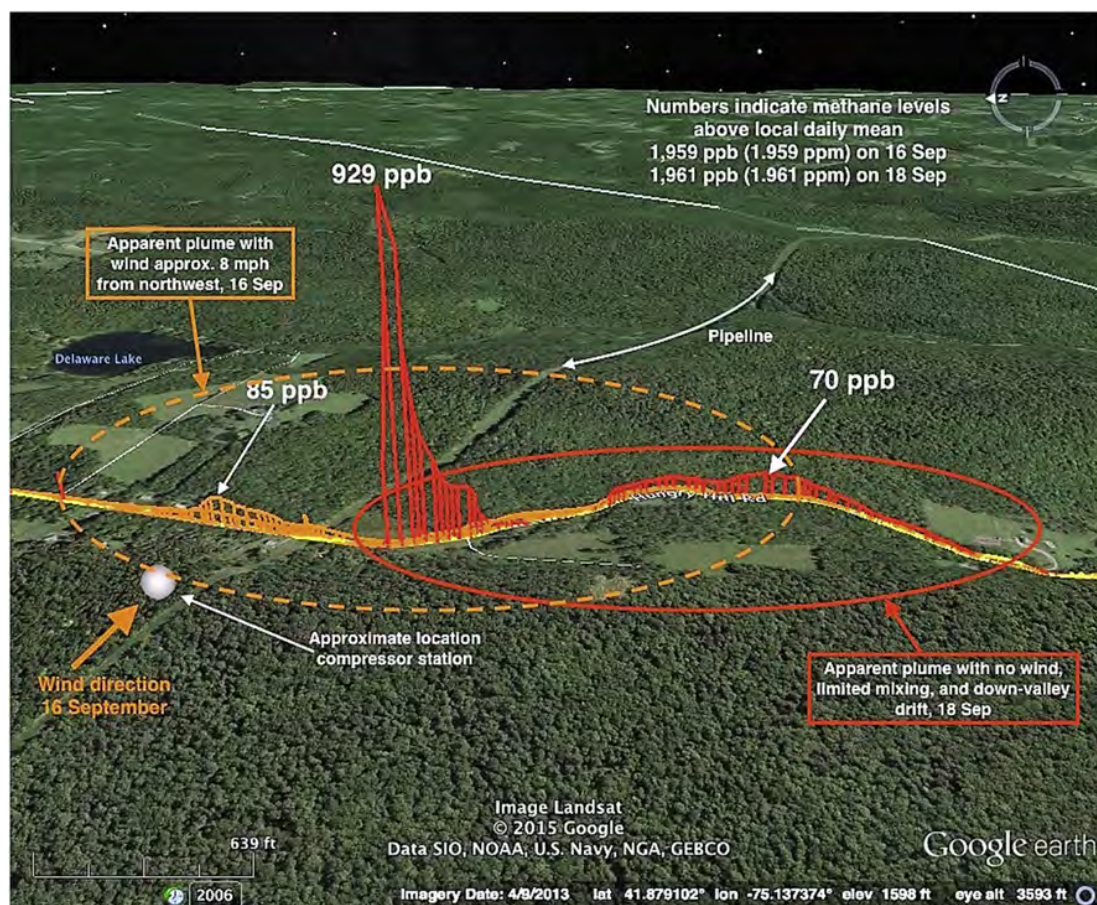 Numbers indicate methane levels
above local daily mean
1,959 ppb (1.959 ppm) on 16 Sep
1,961 ppb (1.961 ppm) on 18 Sep
N
929 ppb
Apparent plume with
wind approx. 8 mph
from northwest, 16 Sep
Pipeline
Delaware Lake
85 ppb
70 ppb
Hungry Hill Rd
Approximate location
compressor station
Wind direction
16 September
Apparent plume with no wind,
limited mixing, and down-valley
drift, 18 Sep
Image Landsat
© 2015 Google
Data SIO, NOAA, U.S. Navy, NGA, GEBCO
639 ft
Google earth
2006
Imagery Date: 4/9/2013 lat 41.879102° lon -75.137374° elev 1598 ft eye alt 3593 ft